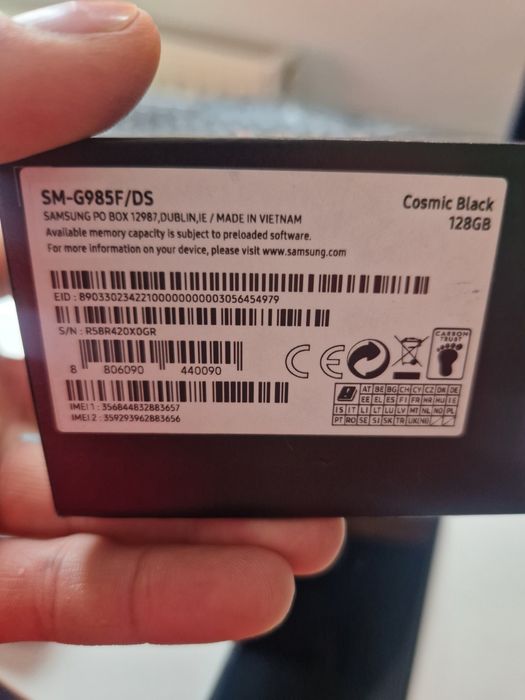 SM-G985F/DS
Cosmic Black
SAMSUNG PO BOX 12987,DUBLIN,IE / MADE IN VIETNAM
128GB
Available memory capacity is subject to preloaded software.
For more information on your device, please visit www.samsung.com
EID : 89033023422100000000003056454979
S/N : R58R420X0GR
8 806090 440090
CE
CARBON TRUST
AT BE BG CH CY CZ DK DE
EE EL ES FI FR HR HU IE
IS IT LI LT LU LV MT NL NO PL
PT RO SE SI SK TR UK(NI)
IMEI 1 : 356844832883657
IMEI 2 : 359293962883656